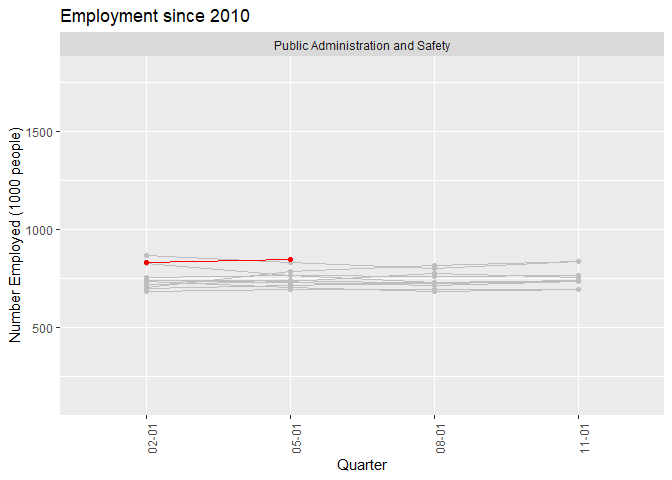 Employment since 2010
Public Administration and Safety
Number Employed (1000 people)
1500
1000
500
02-01
05-01
08-01
11-01
Quarter